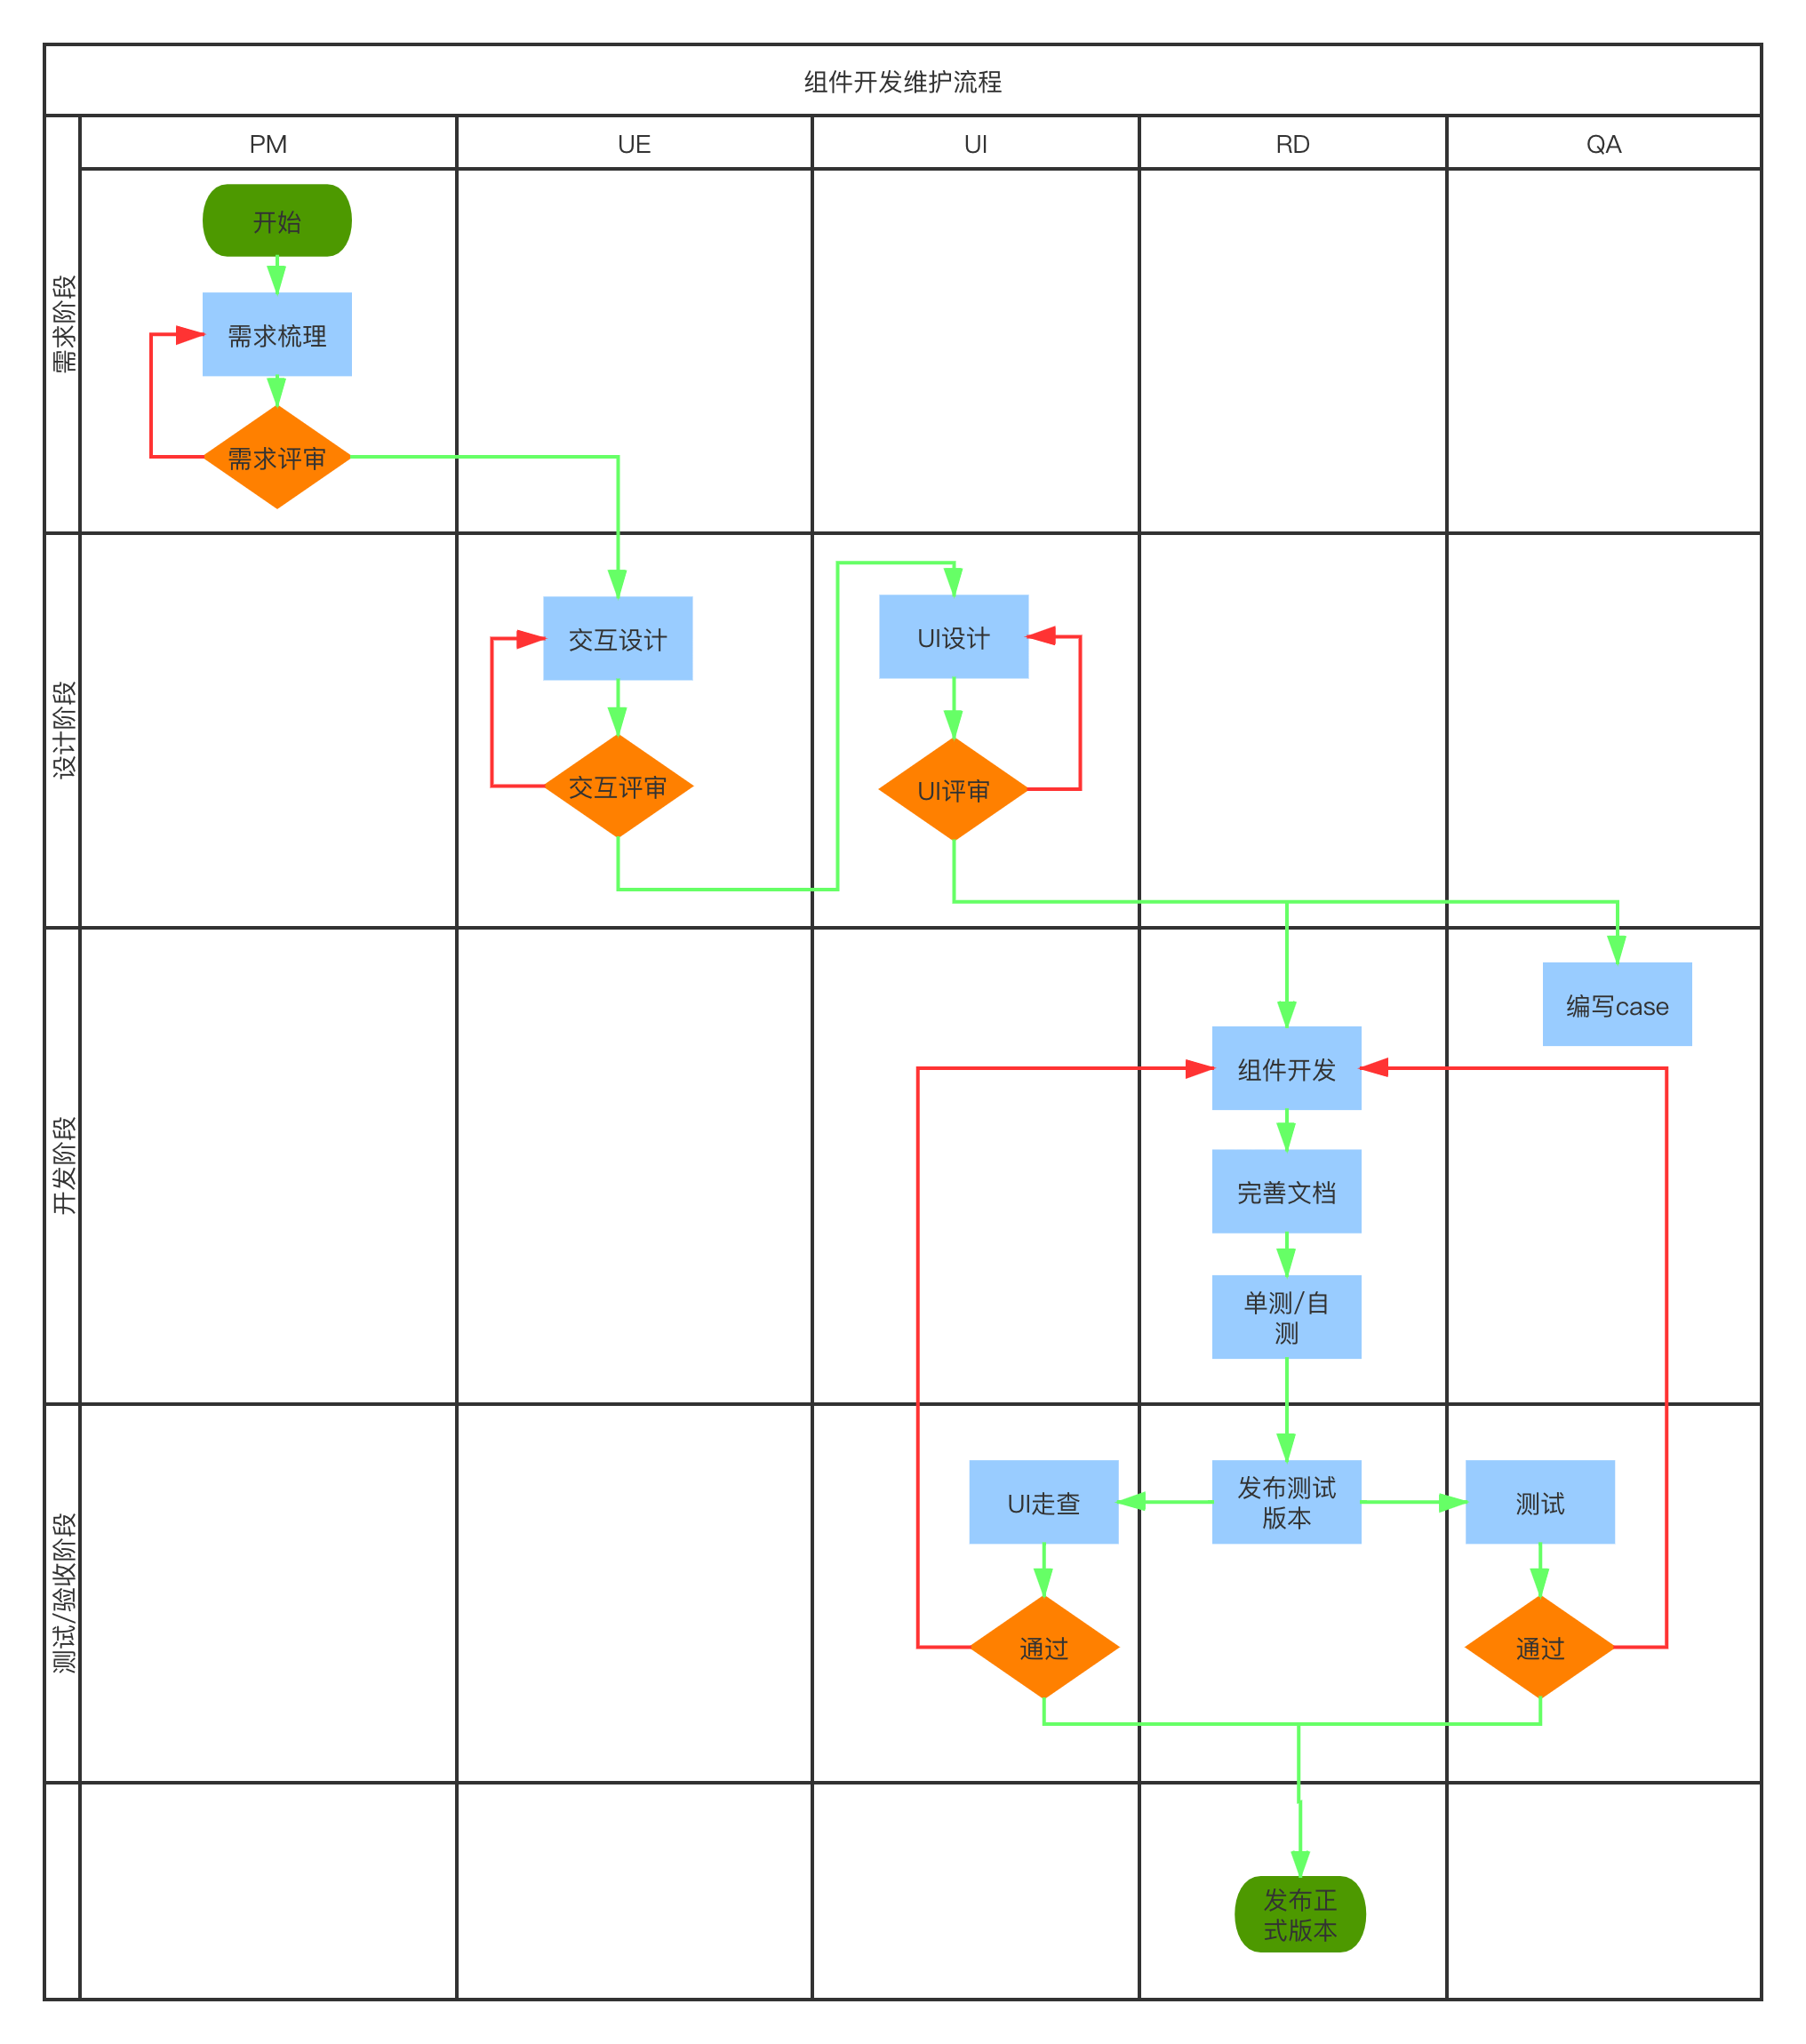 组件开发维护流程
PM
UE
UI
RD
QA
需求阶段
开始
需求梳理
需求评审
设计阶段
交互设计
UI设计
交互评审
UI评审
开发阶段
编写case
组件开发
完善文档
单测/自
测
测试/验收阶段
UI走查
发布测试
版本
测试
通过
通过
发布正
式版本